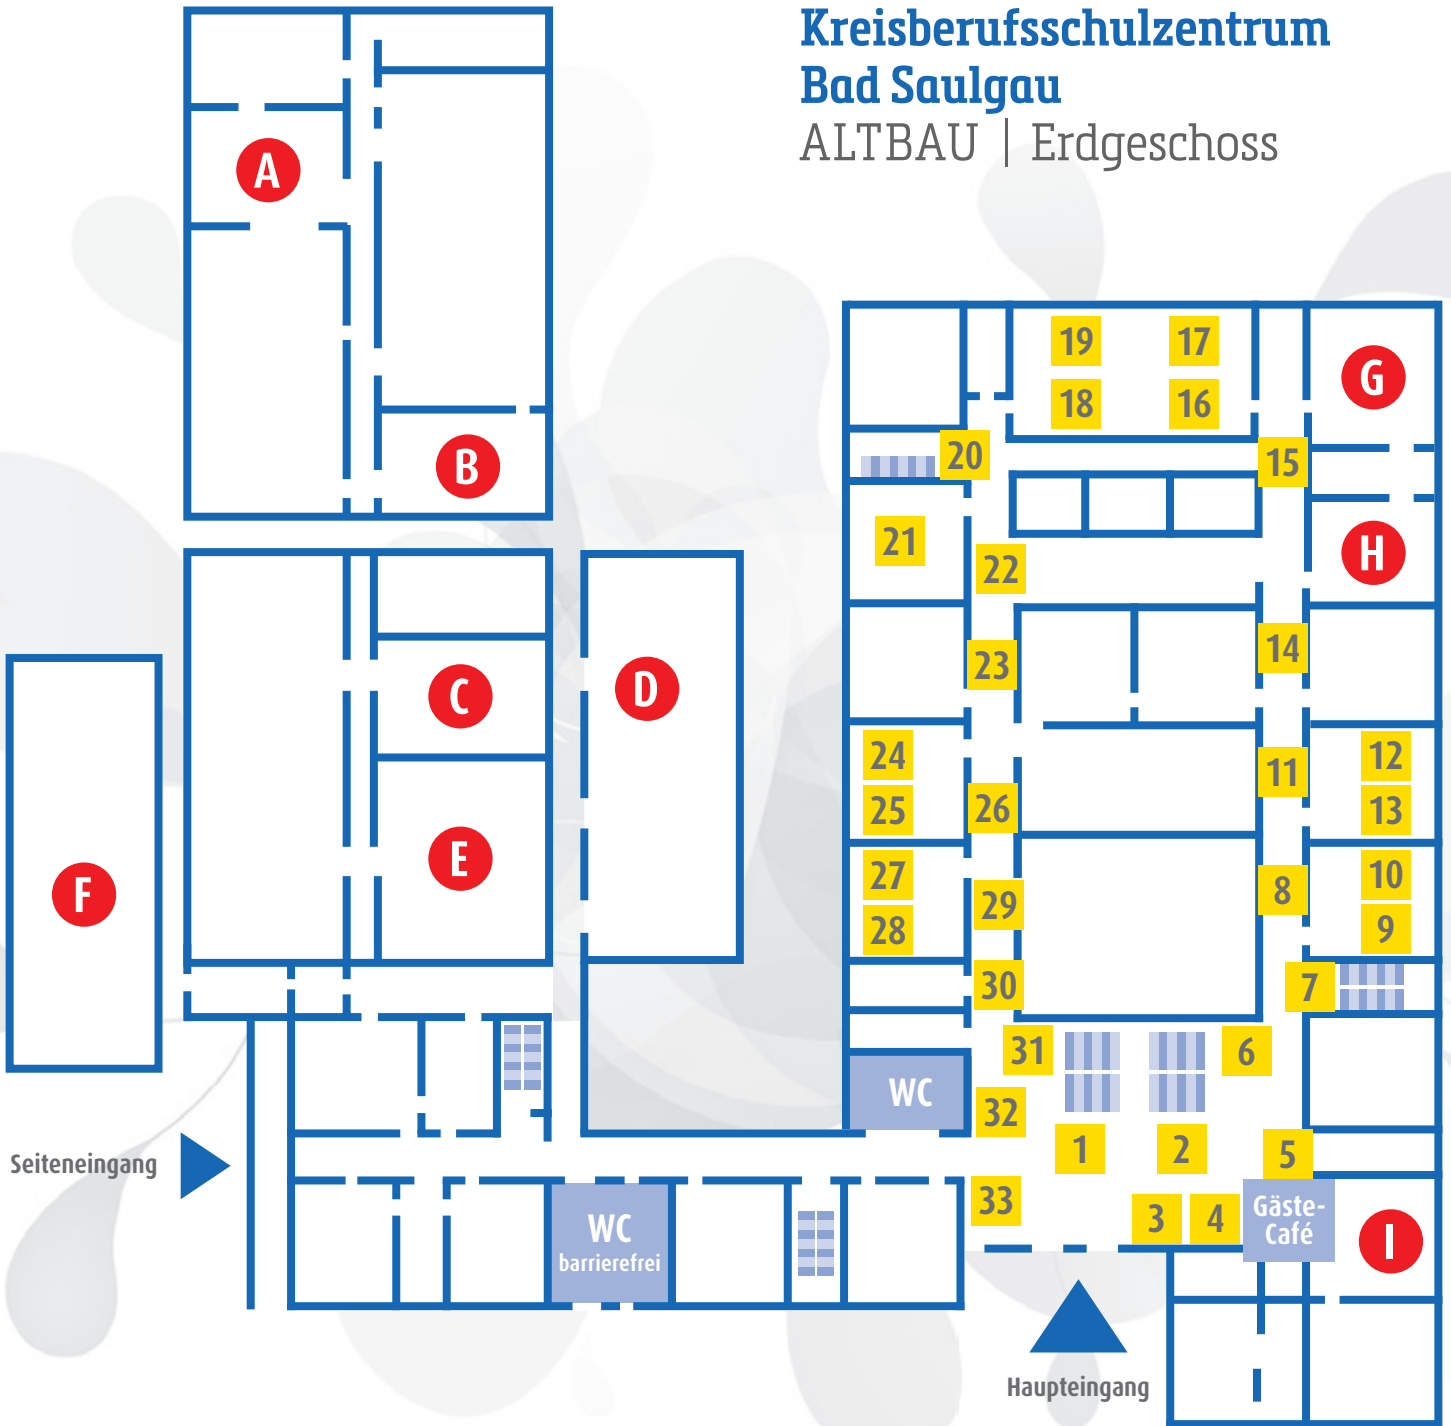 Kreisberufsschulzentrum
Bad Saulgau
ALTBAU | Erdgeschoss
A
B
C
D
E
F
G
H
I
19
17
18
16
20
15
21
22
23
14
24
25
26
11
12
13
27
28
29
8
10
9
30
7
31
6
WC
32
1
2
5
33
3
4
Gäste-
Café
Seiteneingang
WC
barrierefrei
Haupteingang